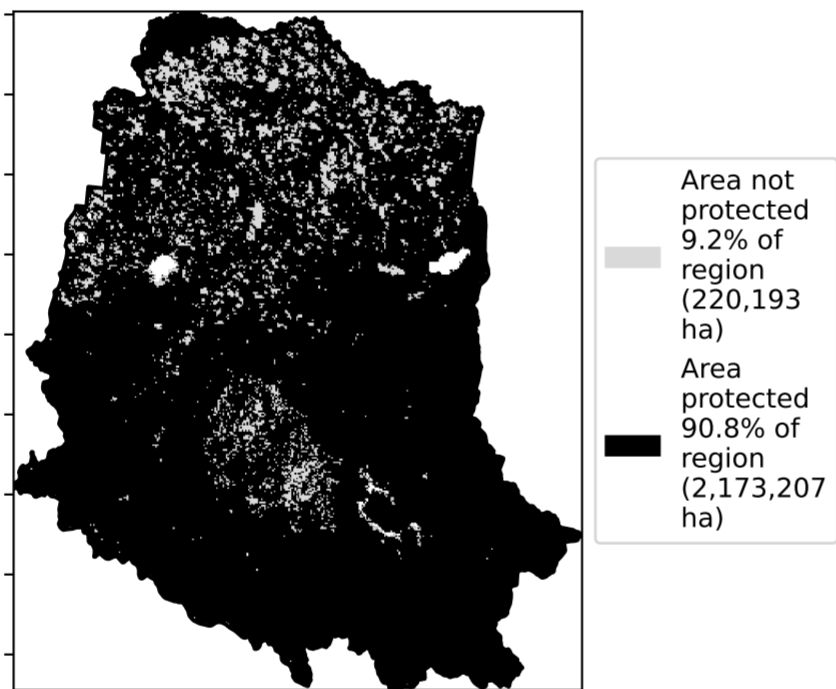 Area not
protected
9.2% of
region
(220,193
ha)
Area
protected
90.8% of
region
(2,173,207
ha)